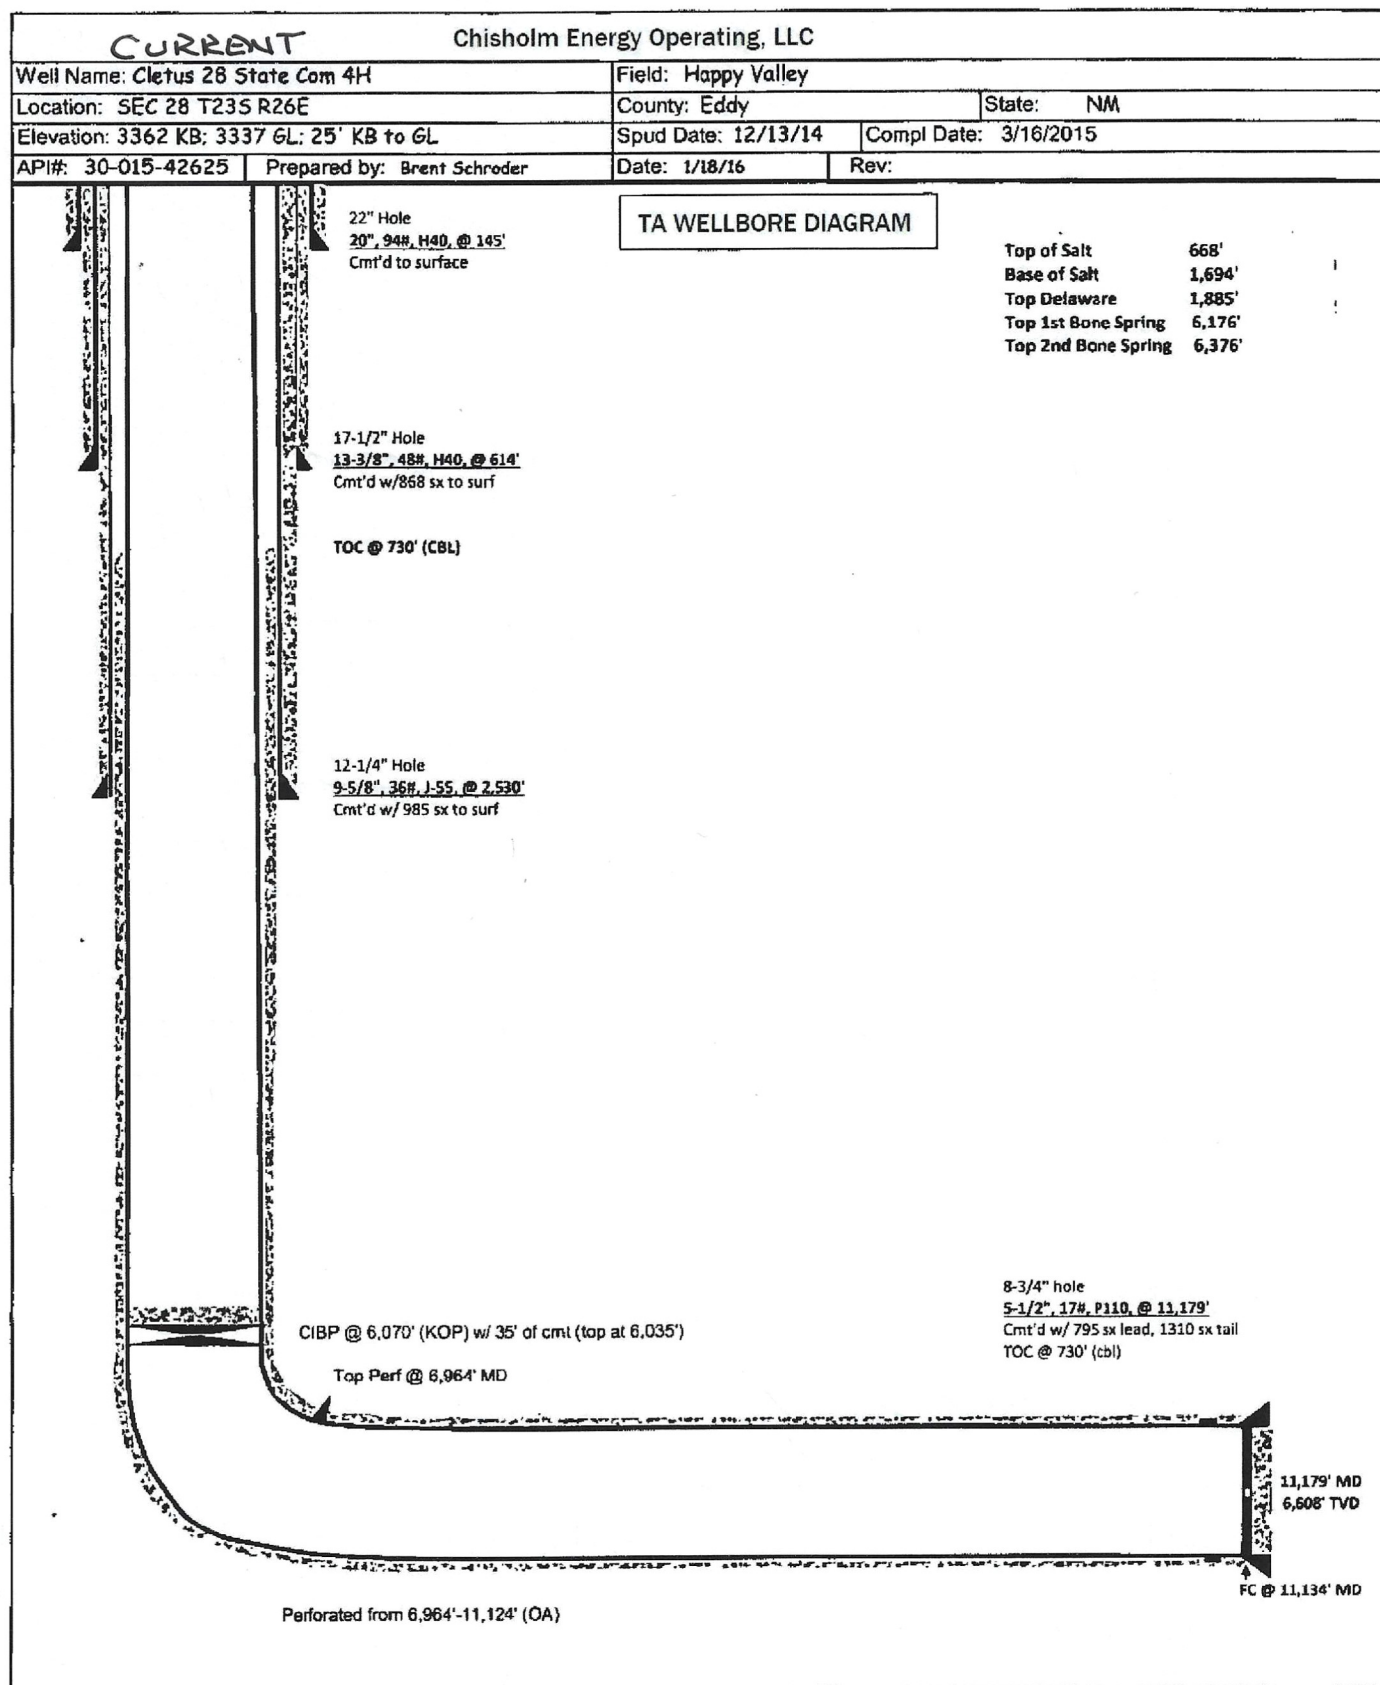 CURRENT
Chisholm Energy Operating, LLC
Well Name: Cletus 28 State Com 4H
Field: Happy Valley
Location: SEC 28 T23S R26E
County: Eddy
State: NM
Elevation: 3362 KB; 3337 GL; 25' KB to GL
Spud Date: 12/13/14
Compl Date: 3/16/2015
API#: 30-015-42625
Prepared by: Brent Schroder
Date: 1/18/16
Rev:
TA WELLBORE DIAGRAM
22" Hole
20", 94#, H40, @ 145'
Cmt'd to surface
Top of Salt 668'
Base of Salt 1,694'
Top Delaware 1,885'
Top 1st Bone Spring 6,176'
Top 2nd Bone Spring 6,376'
17-1/2" Hole
13-3/8", 48#, H40, @ 614'
Cmt'd w/868 sx to surf
TOC @ 730' (CBL)
12-1/4" Hole
9-5/8", 36#, J-55, @ 2,530'
Cmt'd w/ 985 sx to surf
8-3/4" hole
5-1/2", 17#, P110, @ 11,179'
Cmt'd w/ 795 sx lead, 1310 sx tail
TOC @ 730' (cbl)
CIBP @ 6,070' (KOP) w/ 35' of cmt (top at 6,035')
Top Perf @ 6,964' MD
11,179' MD
6,608' TVD
FC @ 11,134' MD
Perforated from 6,964'-11,124' (OA)